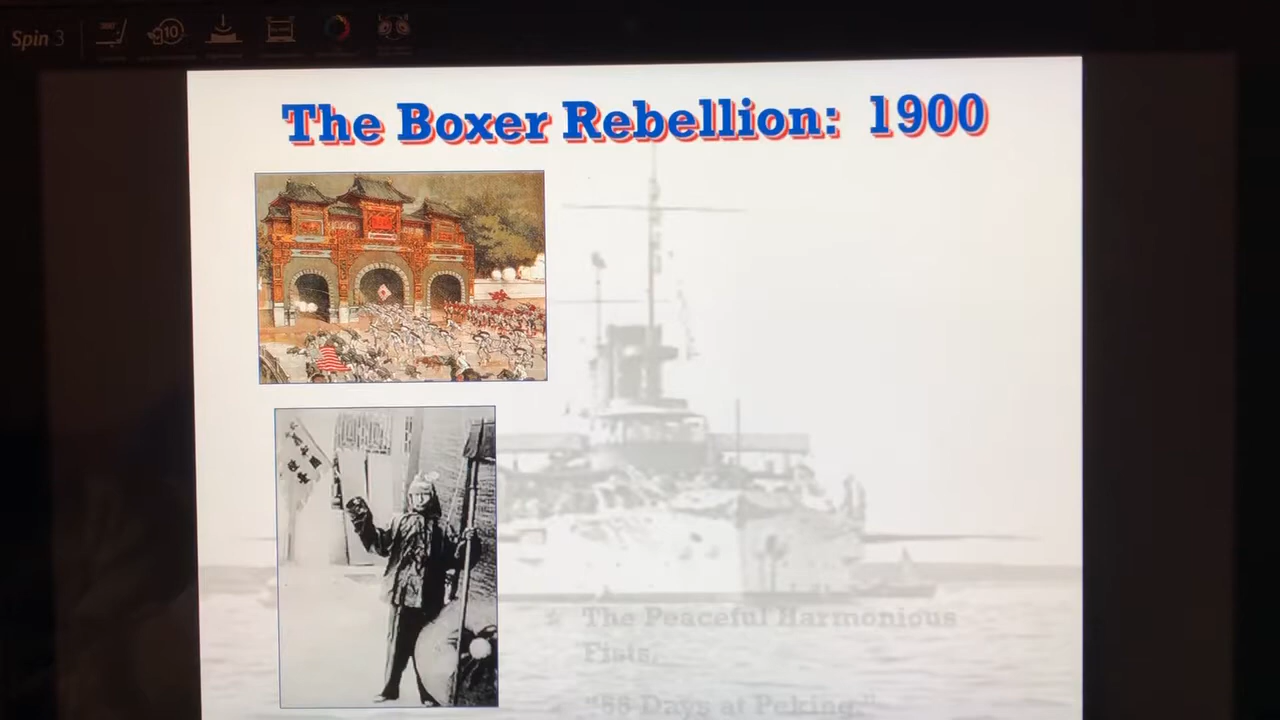 Spin 3
The Boxer Rebellion: 1900
The Peaceful Harmonious
Fists.
"55 Days at Peking."